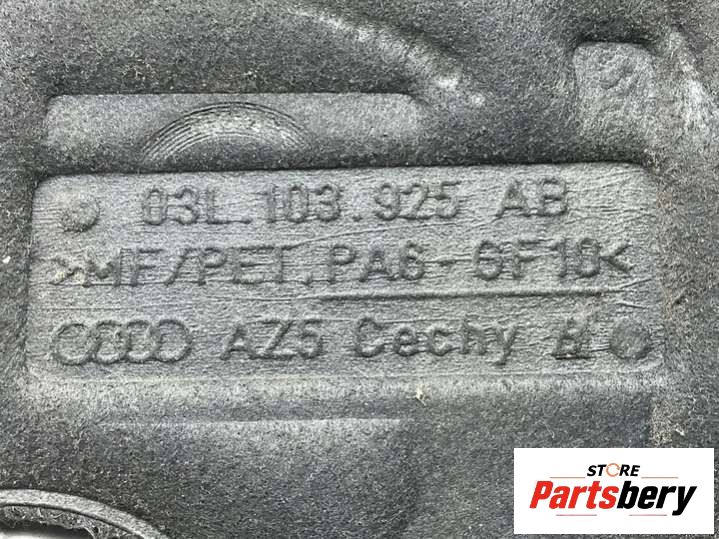 03L.103.925 AB
>MF/PET.PA6-GF10<
AZ5 Cechy
STORE
Partsbery